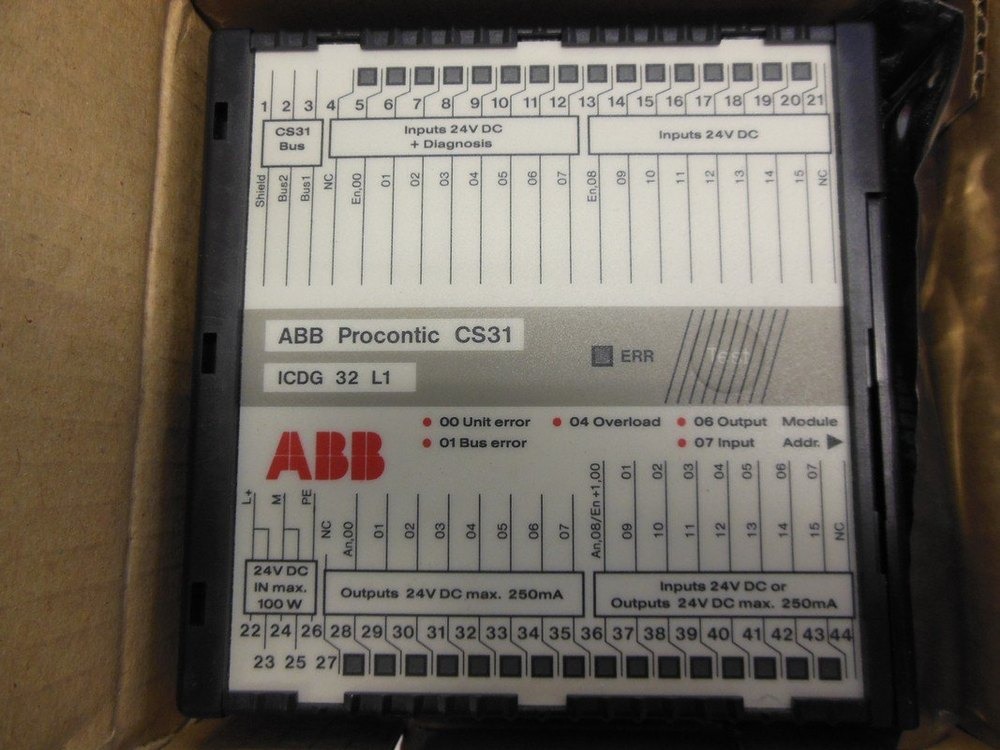 1 2 3 4 5 6 7 8 9 10 11 12 13 14 15 16 17 18 19 20 21
CS31
Bus
Inputs 24V DC
+ Diagnosis
Inputs 24V DC
Shield Bus2 Bus1 NC En,00 01 02 03 04 05 06 07 En,08 09 10 11 12 13 14 15 NC
ABB Procontic CS31
ERR
Test
ICDG 32 L1
00 Unit error 04 Overload 06 Output Module
01 Bus error 07 Input Addr.
ABB
L+ M PE NC An,00 01 02 03 04 05 06 07 An,08/En+1,00 01 02 03 04 05 06 07
09 10 11 12 13 14 15 NC
24V DC
IN max.
100 W
Outputs 24V DC max. 250mA
Inputs 24V DC or
Outputs 24V DC max. 250mA
22 24 26 28 29 30 31 32 33 34 35 36 37 38 39 40 41 42 43 44
23 25 27